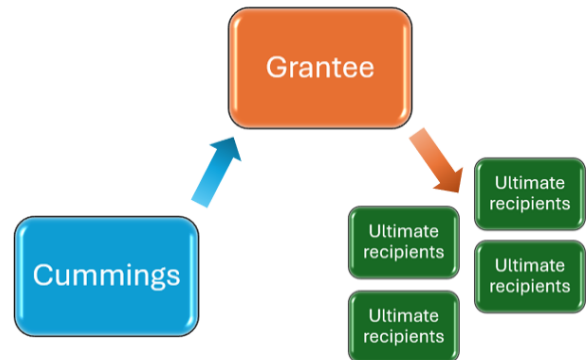 Grantee
Cummings
Ultimate
recipients
Ultimate
recipients
Ultimate
recipients
Ultimate
recipients